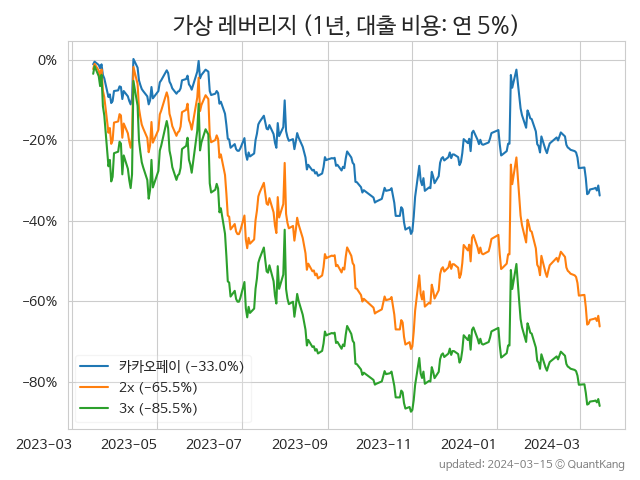 가상 레버리지 (1년, 대출 비용: 연 5%)
0%
−20%
−40%
−60%
−80%
카카오페이 (−33.0%)
2x (−65.5%)
3x (−85.5%)
2023-03 2023-05 2023-07 2023-09 2023-11 2024-01 2024-03
updated: 2024-03-15 © QuantKang